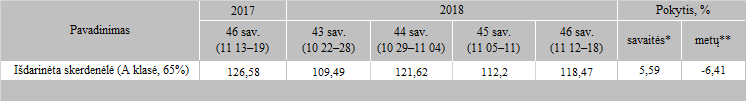 Pavadinimas 2017 2018 Pokytis, %
46 sav. (11 13–19) 43 sav. (10 22–28) 44 sav. (10 29–11 04) 45 sav. (11 05–11) 46 sav. (11 12–18) savaitės* metų**
Išdarinėta skerdenėlė (A klasė, 65%) 126,58 109,49 121,62 112,2 118,47 5,59 -6,41